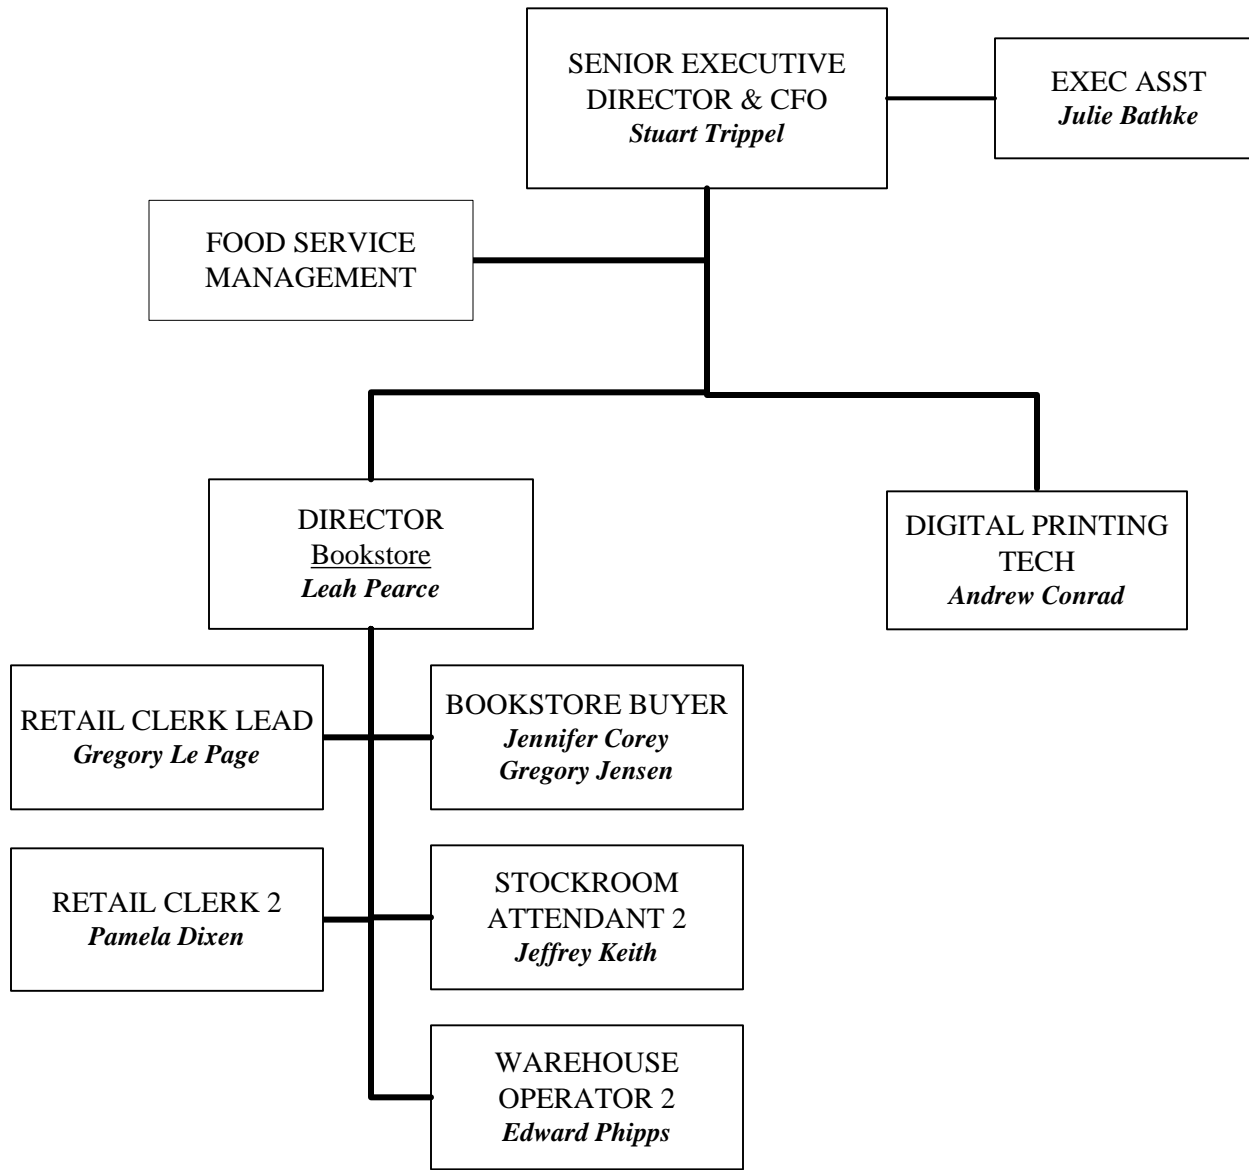 SENIOR EXECUTIVE
DIRECTOR & CFO
Stuart Trippel
EXEC ASST
Julie Bathke
FOOD SERVICE
MANAGEMENT
DIRECTOR
Bookstore
Leah Pearce
DIGITAL PRINTING
TECH
Andrew Conrad
RETAIL CLERK LEAD
Gregory Le Page
BOOKSTORE BUYER
Jennifer Corey
Gregory Jensen
RETAIL CLERK 2
Pamela Dixen
STOCKROOM
ATTENDANT 2
Jeffrey Keith
WAREHOUSE
OPERATOR 2
Edward Phipps